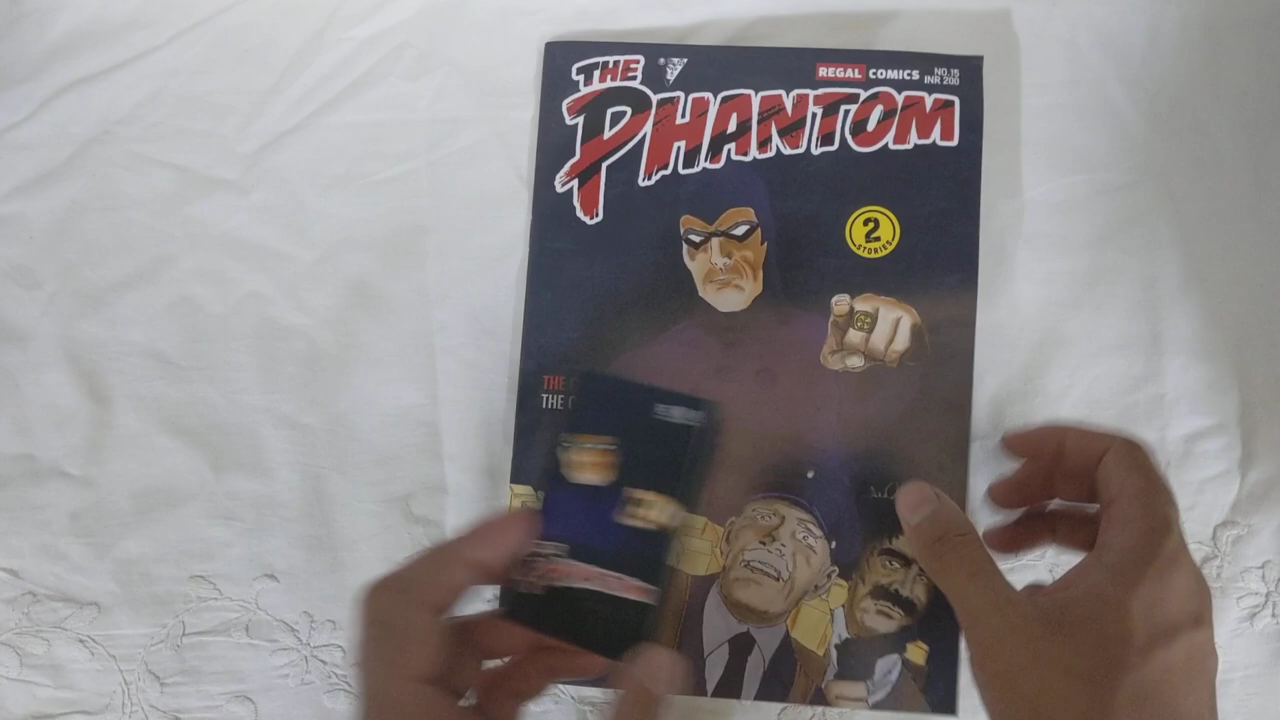 THE
REGAL COMICS
NO.15
INR 200
PHANTOM
2
STORIES
THE
THE